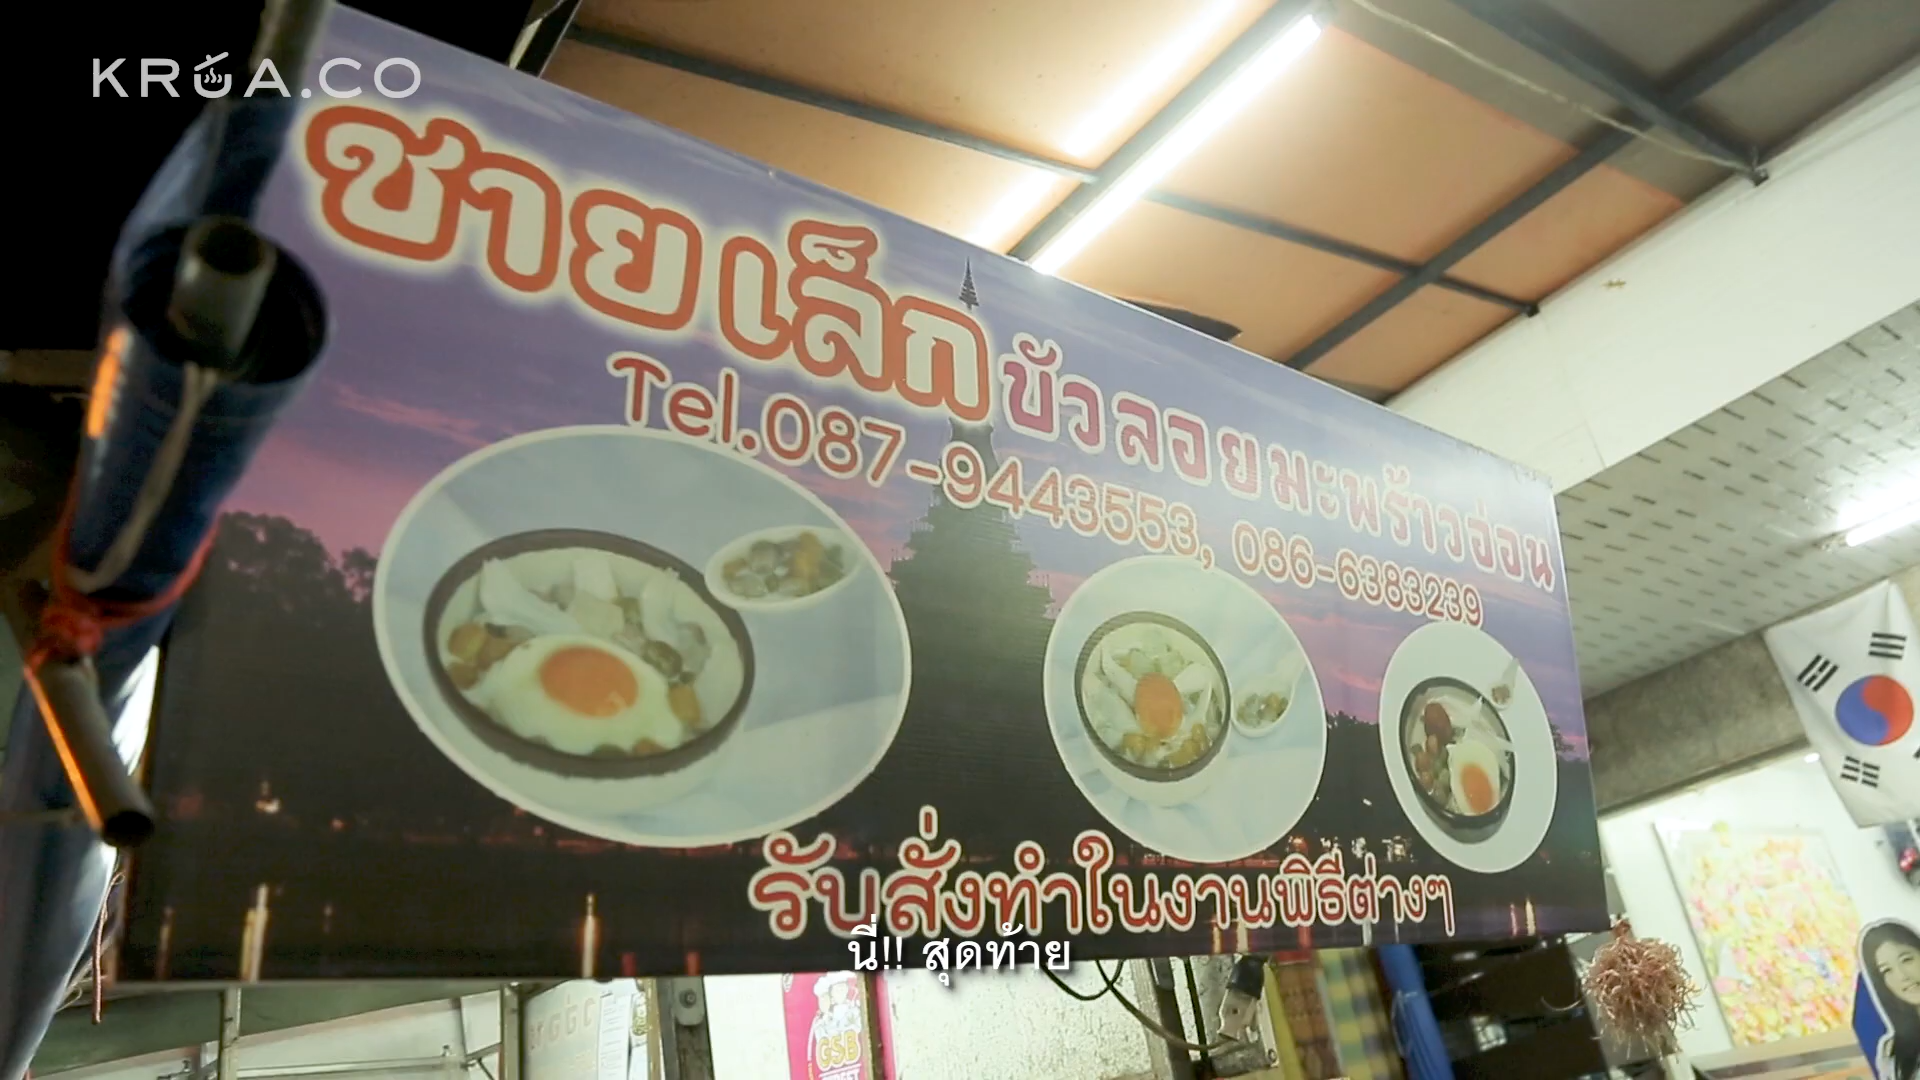 KRUA.CO
ชายเล็ก บัวลอยมะพร้าวอ่อน
Tel.087-9443553, 086-6383239
รับสั่งทำในงานพิธีต่างๆ
นี่!! สุดท้าย
GSB